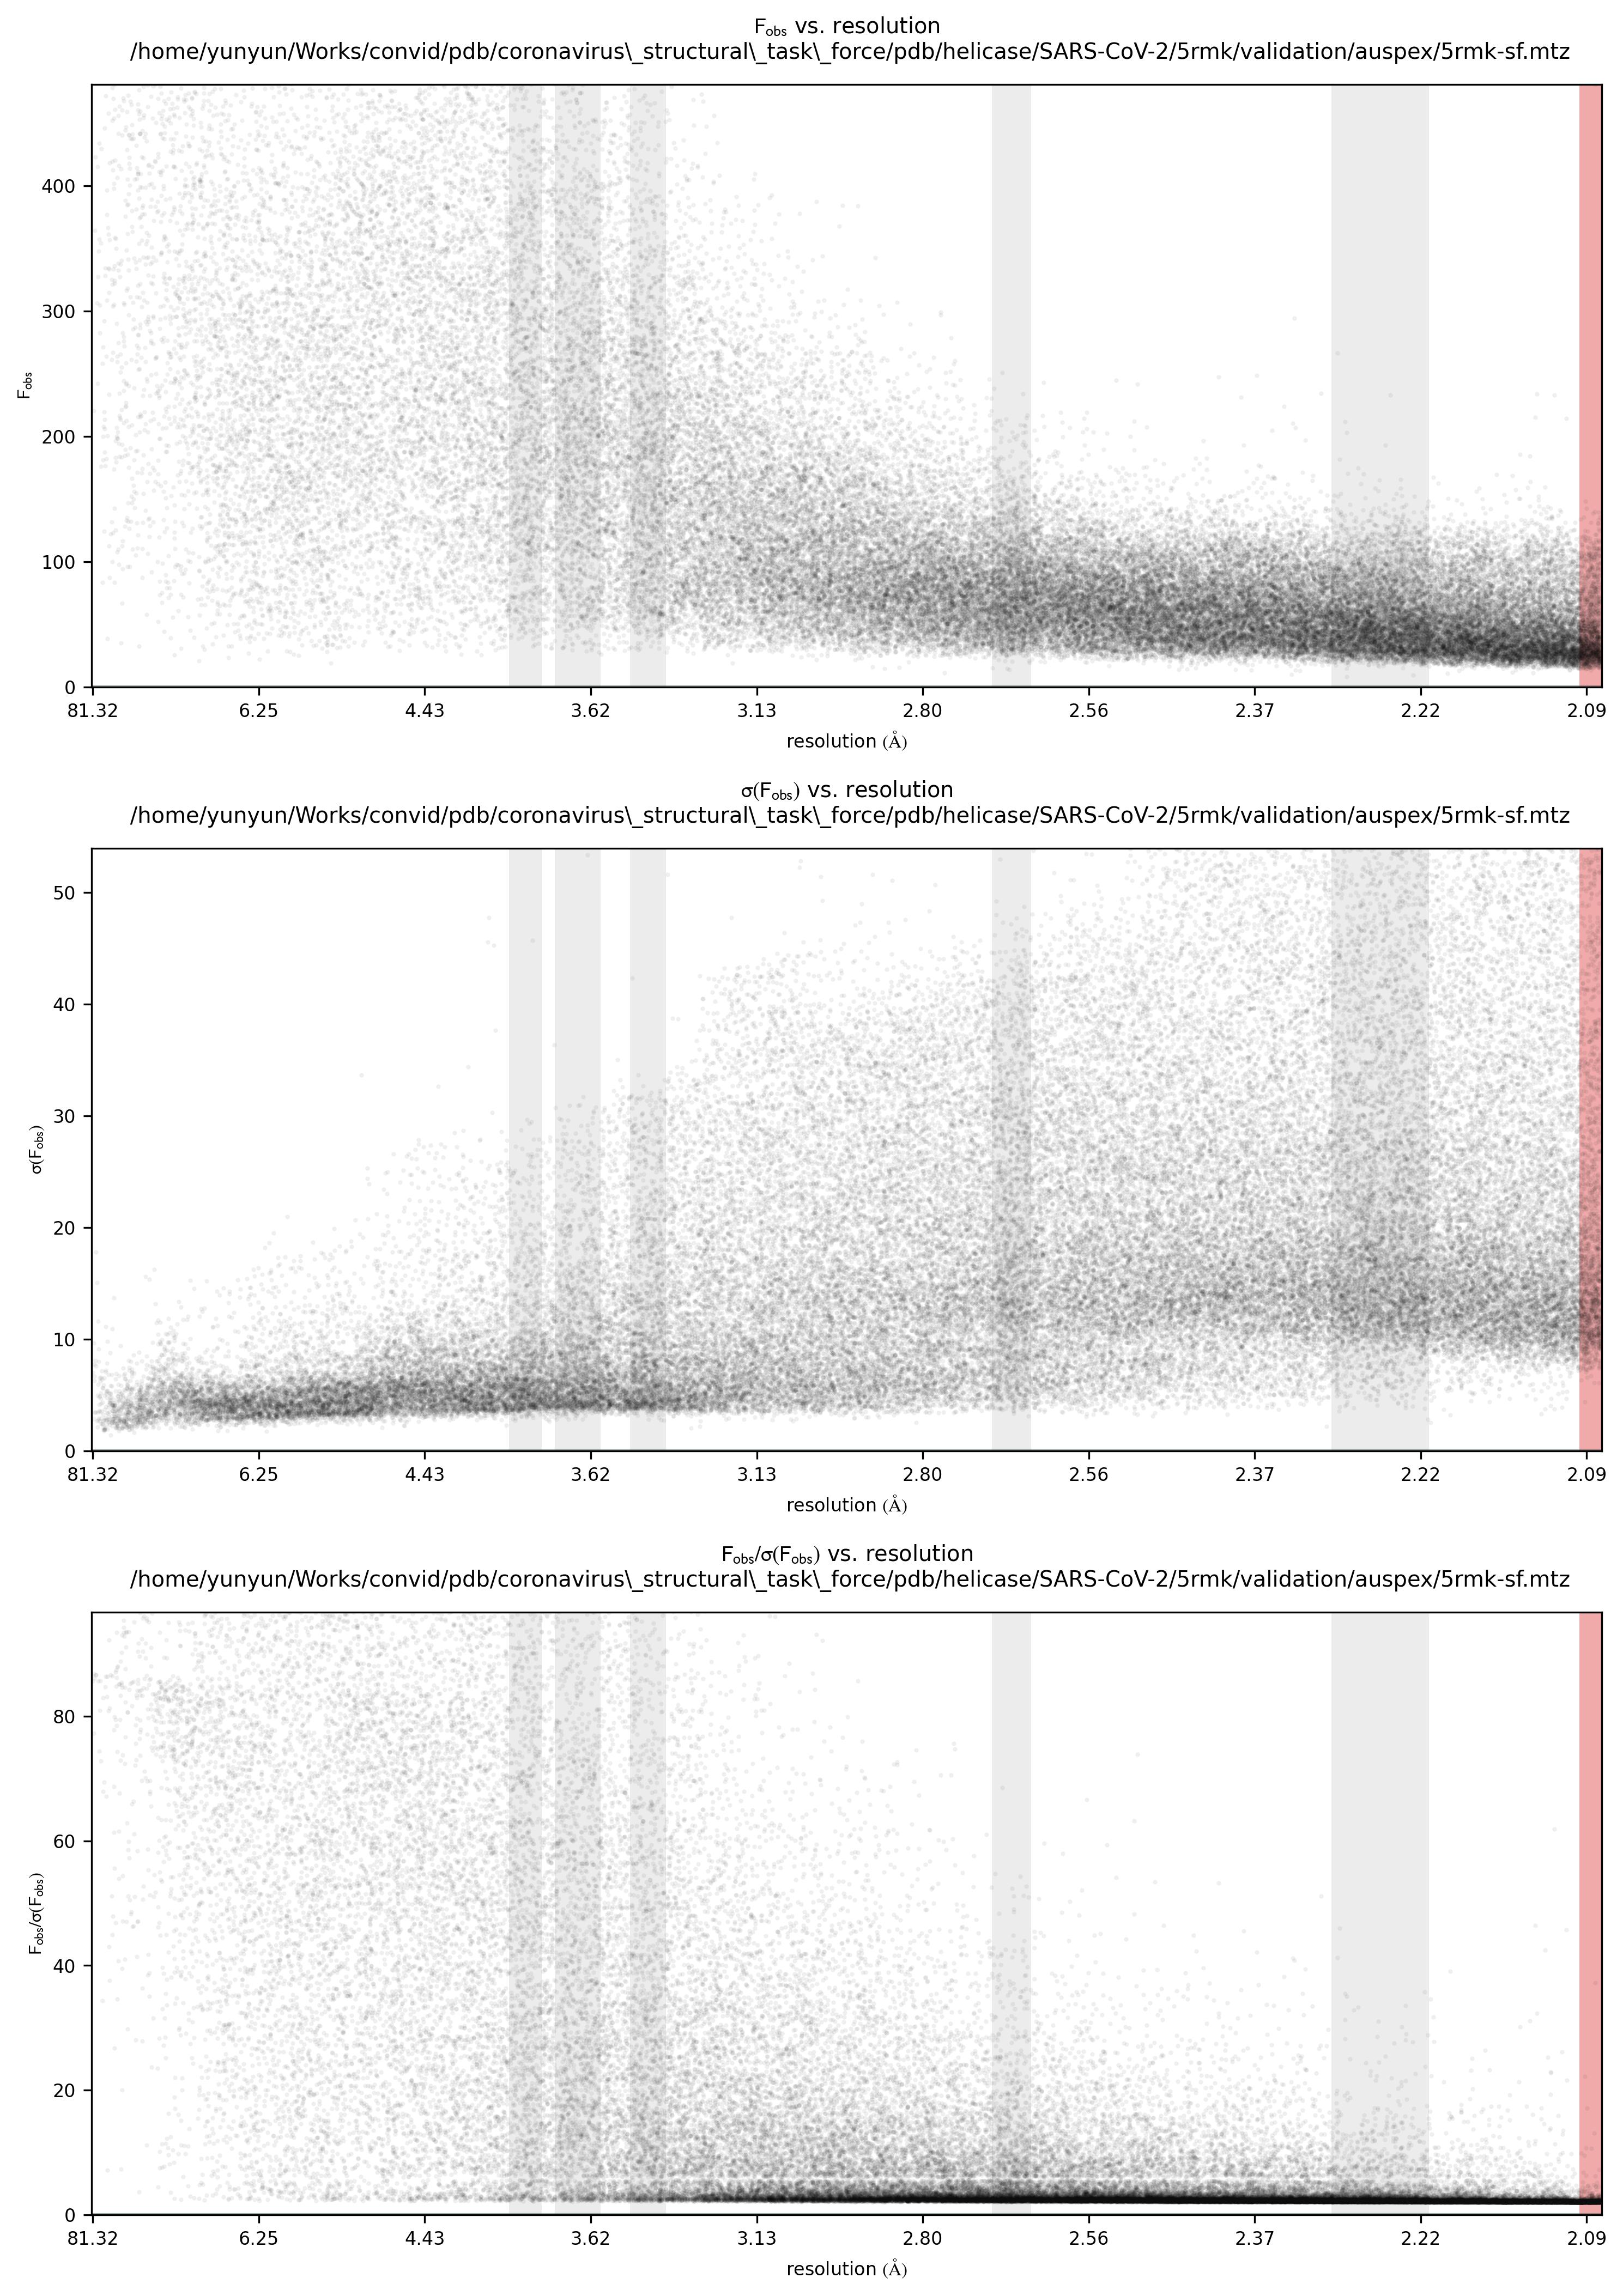 Fobs vs. resolution
/home/yunyun/Works/convid/pdb/coronavirus\_structural\_task\_force/pdb/helicase/SARS-CoV-2/5rmk/validation/auspex/5rmk-sf.mtz
400
300
200
100
0
Fobs
81.32 6.25 4.43 3.62 3.13 2.80 2.56 2.37 2.22 2.09
resolution (Å)
σ(Fobs) vs. resolution
/home/yunyun/Works/convid/pdb/coronavirus\_structural\_task\_force/pdb/helicase/SARS-CoV-2/5rmk/validation/auspex/5rmk-sf.mtz
50
40
30
20
10
0
σ(Fobs)
81.32 6.25 4.43 3.62 3.13 2.80 2.56 2.37 2.22 2.09
resolution (Å)
Fobs/σ(Fobs) vs. resolution
/home/yunyun/Works/convid/pdb/coronavirus\_structural\_task\_force/pdb/helicase/SARS-CoV-2/5rmk/validation/auspex/5rmk-sf.mtz
80
60
40
20
0
Fobs/σ(Fobs)
81.32 6.25 4.43 3.62 3.13 2.80 2.56 2.37 2.22 2.09
resolution (Å)